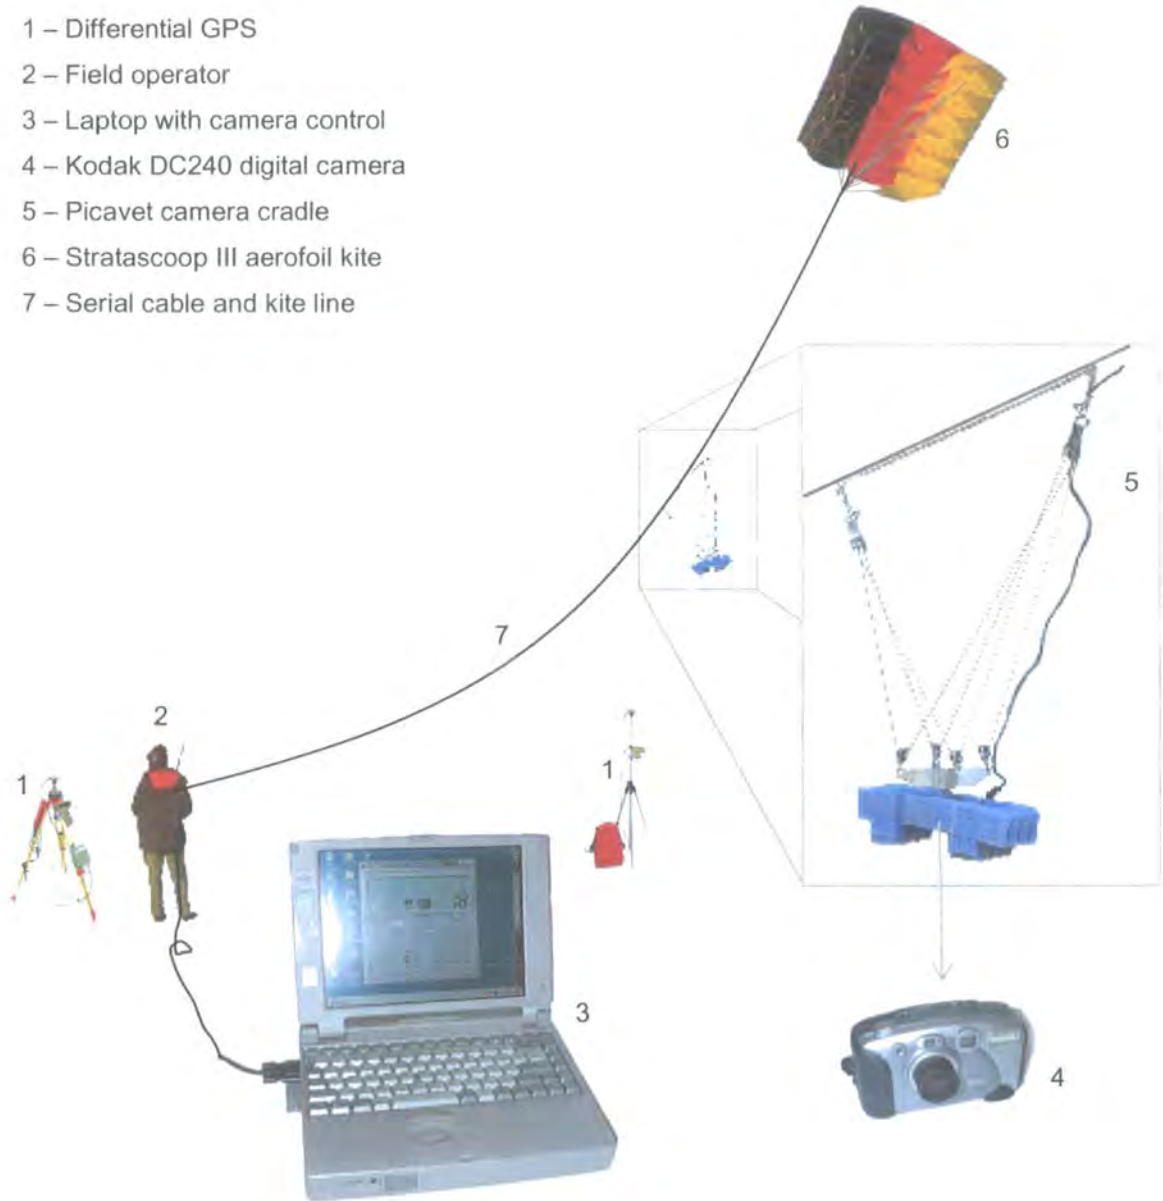 1 – Differential GPS
2 – Field operator
3 – Laptop with camera control
4 – Kodak DC240 digital camera
5 – Picavet camera cradle
6 – Stratascoop III aerofoil kite
7 – Serial cable and kite line
6
5
7
2
1
1
3
4